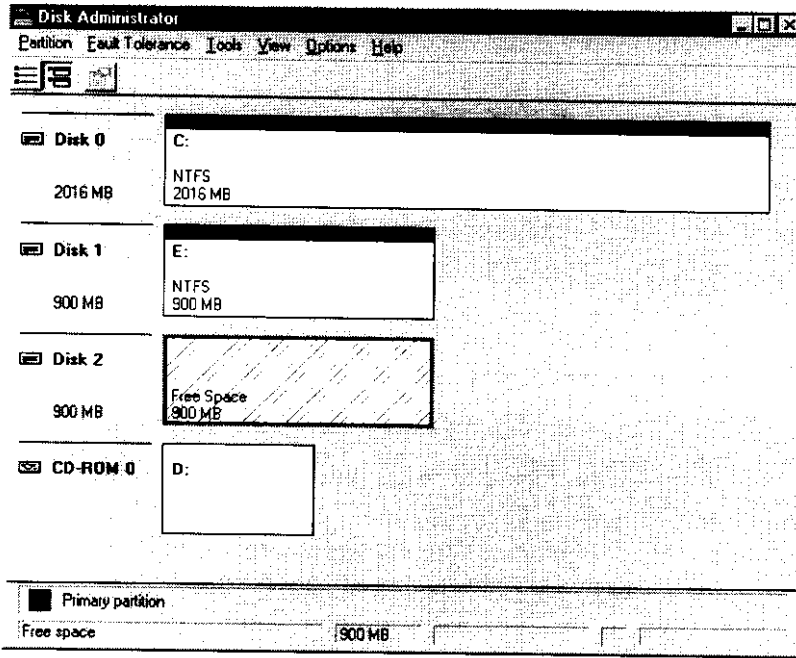 Disk Administrator
Partition Fault Tolerance Tools View Options Help
Disk 0
2016 MB
C:
NTFS
2016 MB
Disk 1
900 MB
E:
NTFS
900 MB
Disk 2
900 MB
Free Space
900 MB
CD-ROM 0
D:
Primary partition
Free space 900 MB